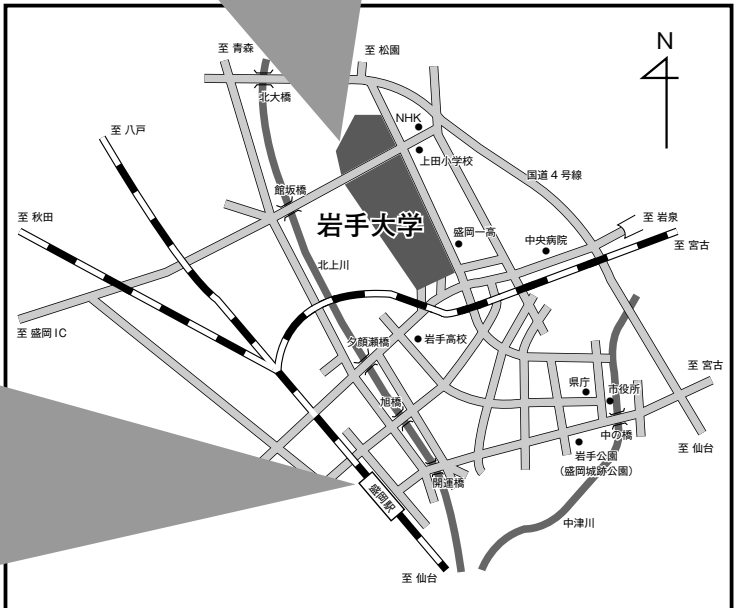 至 青森
至 松園
N
北大橋
NHK
至 八戸
上田小学校
国道４号線
館坂橋
至 秋田
岩手大学
至 岩泉
盛岡一高
中央病院
至 宮古
北上川
至 盛岡IC
夕顔瀬橋
岩手高校
至 宮古
県庁
市役所
旭橋
中の橋
至 仙台
岩手公園
（盛岡城跡公園）
開運橋
盛岡駅
中津川
至 仙台